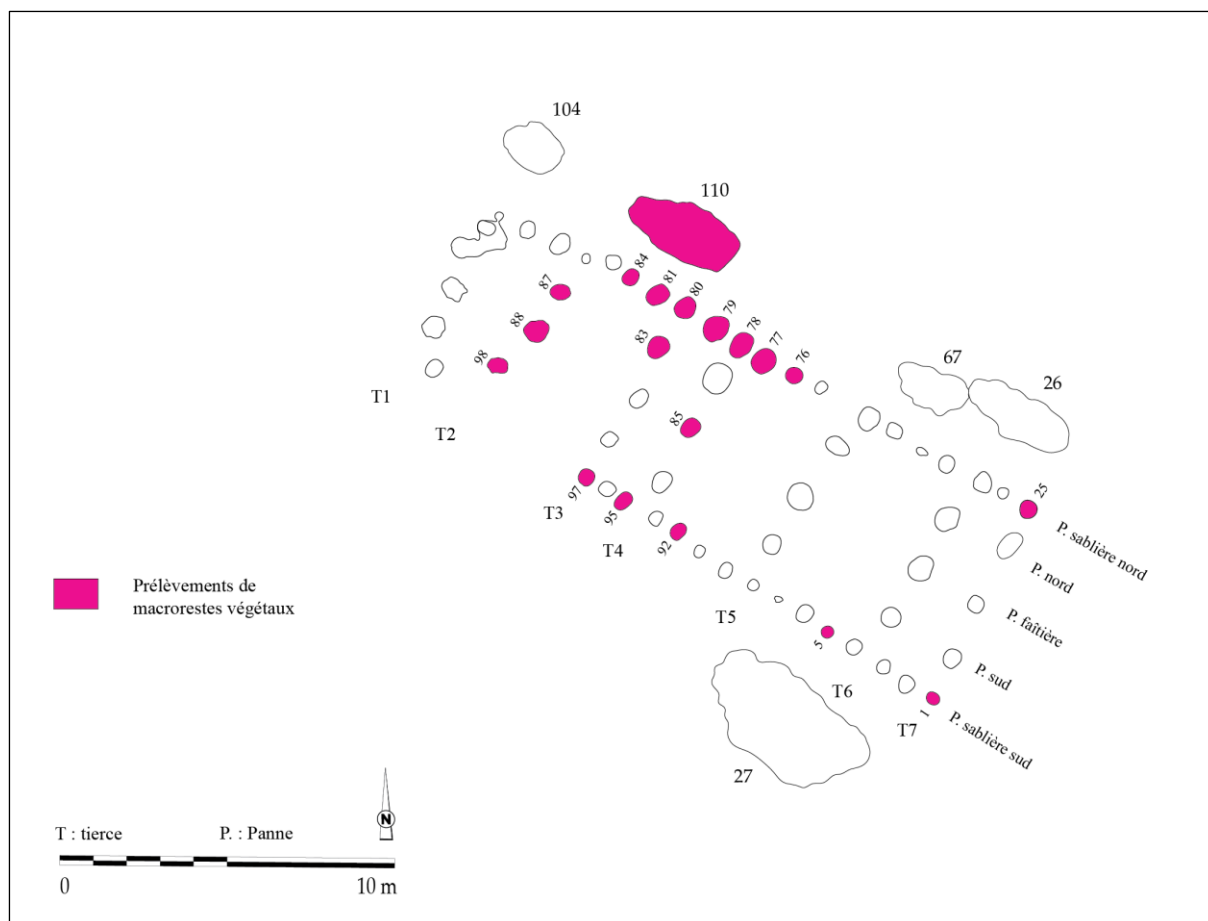 104
110
84
81
80
79
78
77
76
87
88
98
83
85
67
26
T1
T2
97
95
92
T3
T4
25
P. sablière nord
P. nord
P. faîtière
P. sud
P. sablière sud
Prélèvements de
macrorestes végétaux
T5
5
T6
1
T7
27
N
T : tierce
P. : Panne
0
10 m